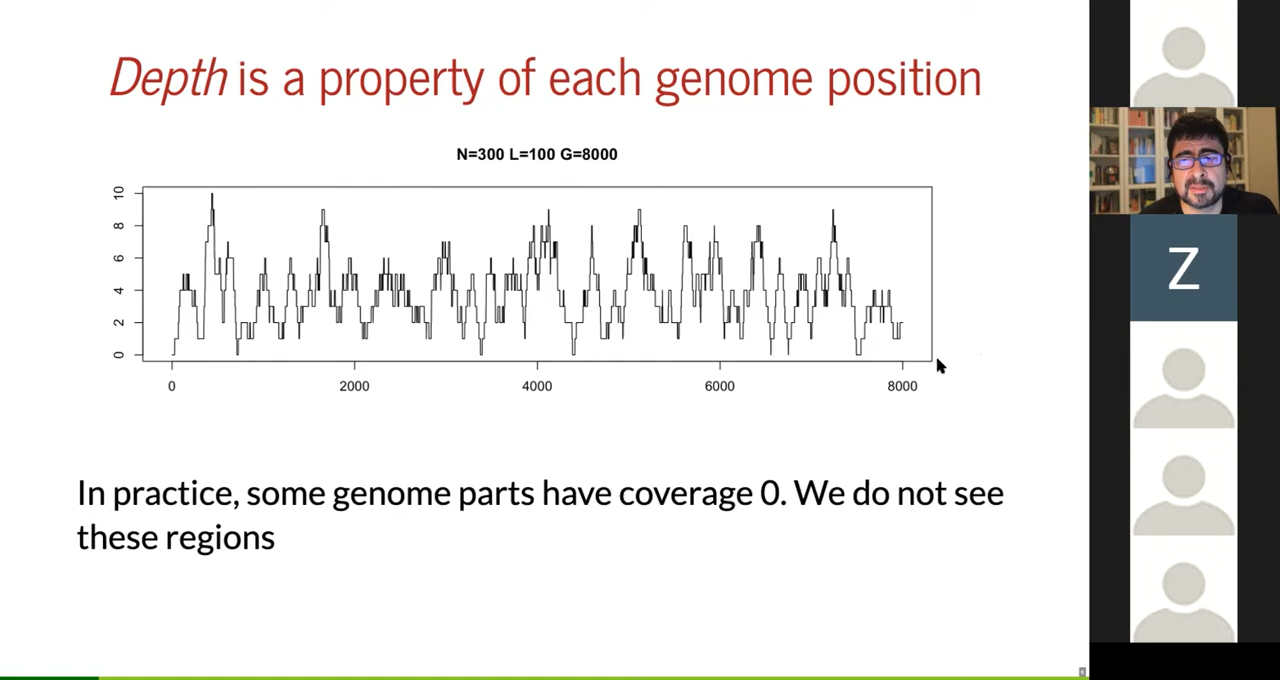 Depth is a property of each genome position
N=300 L=100 G=8000
10
8
6
4
2
0
0 2000 4000 6000 8000
In practice, some genome parts have coverage 0. We do not see
these regions
Z